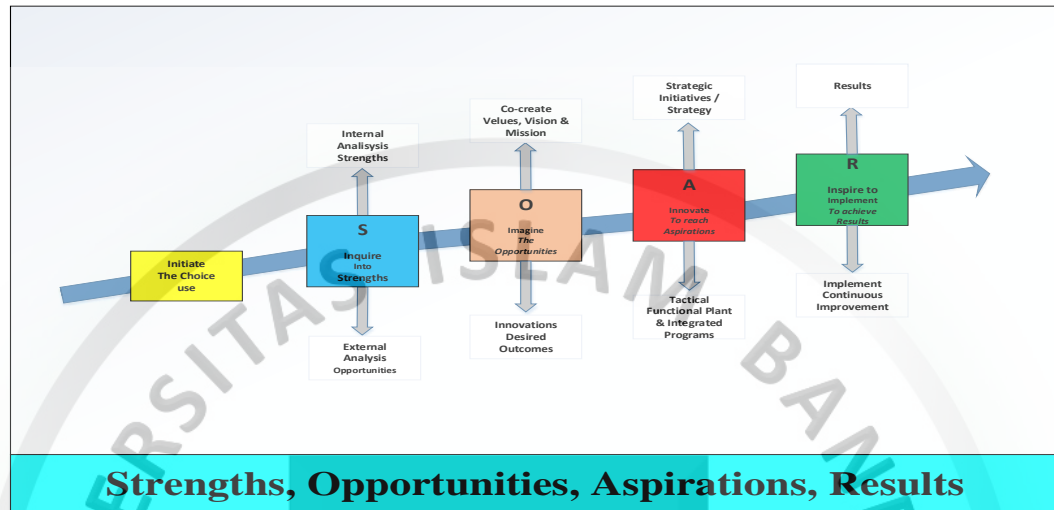 Initiate
The Choice
use
Internal
Analisysis
Strengths
S
Inquire
Into
Strengths
External
Analysis
Opportunities
Co-create
Velues, Vision &
Mission
O
Imagine
The
Opportunities
Innovations
Desired
Outcomes
Strategic
Initiatives /
Strategy
A
Innovate
To reach
Aspirations
Tactical
Functional Plant
& Integrated
Programs
Results
R
Inspire to
Implement
To achieve
Results
Implement
Continuous
Improvement
ERSITAS ISLAM BAN
Strengths, Opportunities, Aspirations, Results